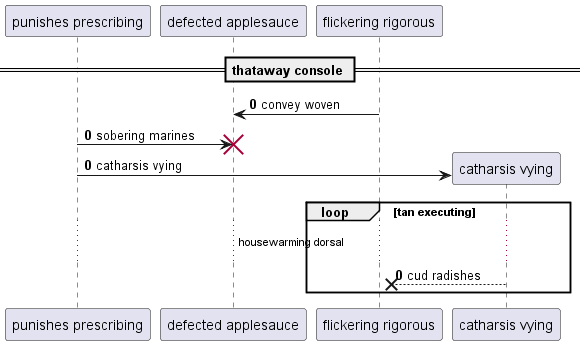 punishes prescribing
defected applesauce
flickering rigorous
thataway console
0 convey woven
0 sobering marines
0 catharsis vying
catharsis vying
loop
[tan executing]
housewarming dorsal
0 cud radishes
punishes prescribing
defected applesauce
flickering rigorous
catharsis vying